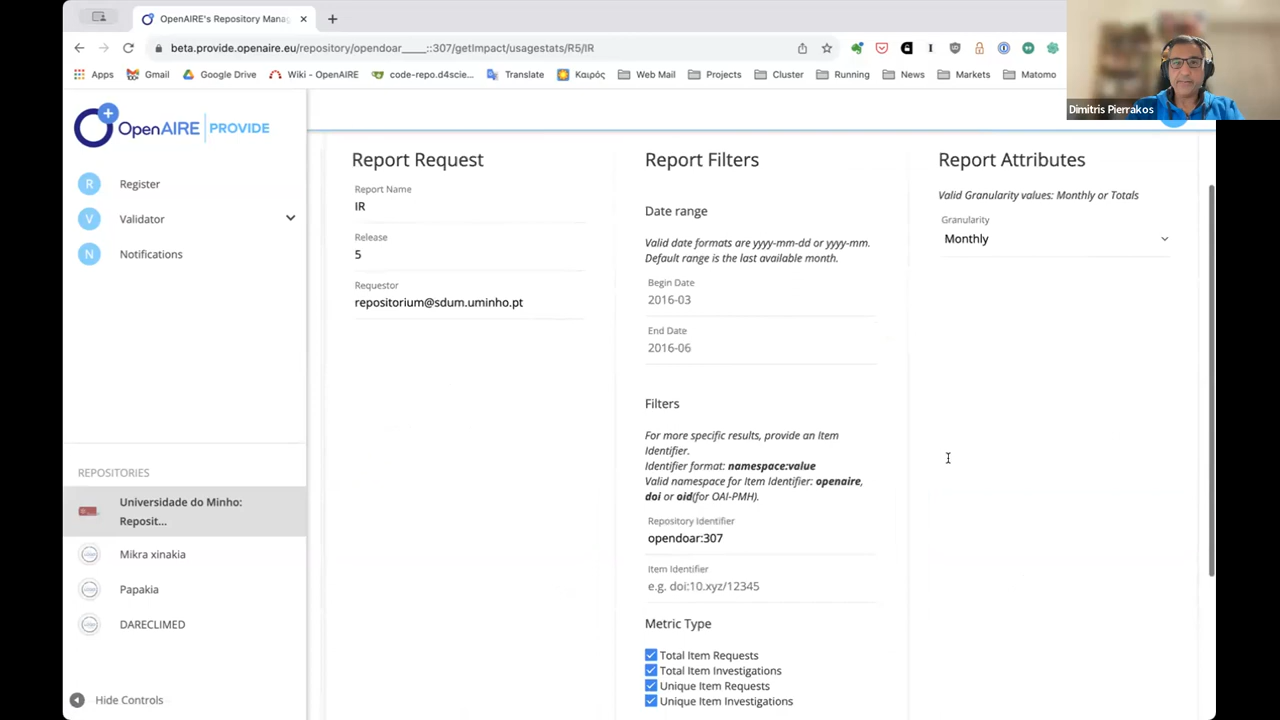 OpenAIRE's Repository Mana
beta.provide.openaire.eu/repository/opendoar____::307/getImpact/usagestats/R5/IR
Apps
Gmail
Google Drive
Wiki - OpenAIRE
code-repo.d4scie...
Translate
Καιρός
Web Mail
Projects
Cluster
Running
News
Markets
Matomo
Dimitris Pierrakos
OpenAIRE | PROVIDE
R Register
V Validator
N Notifications
REPOSITORIES
Universidade do Minho:
Reposit...
Mikra xinakia
Papakia
DARECLIMED
Hide Controls
Report Request
Report Name
IR
Release
5
Requestor
repositorium@sdum.uminho.pt
Report Filters
Date range
Valid date formats are yyyy-mm-dd or yyyy-mm.
Default range is the last available month.
Begin Date
2016-03
End Date
2016-06
Filters
For more specific results, provide an Item
Identifier.
Identifier format: namespace:value
Valid namespace for Item Identifier: openaire,
doi or oid(for OAI-PMH).
Repository Identifier
opendoar:307
Item Identifier
e.g. doi:10.xyz/12345
Metric Type
Total Item Requests
Total Item Investigations
Unique Item Requests
Unique Item Investigations
Report Attributes
Valid Granularity values: Monthly or Totals
Granularity
Monthly